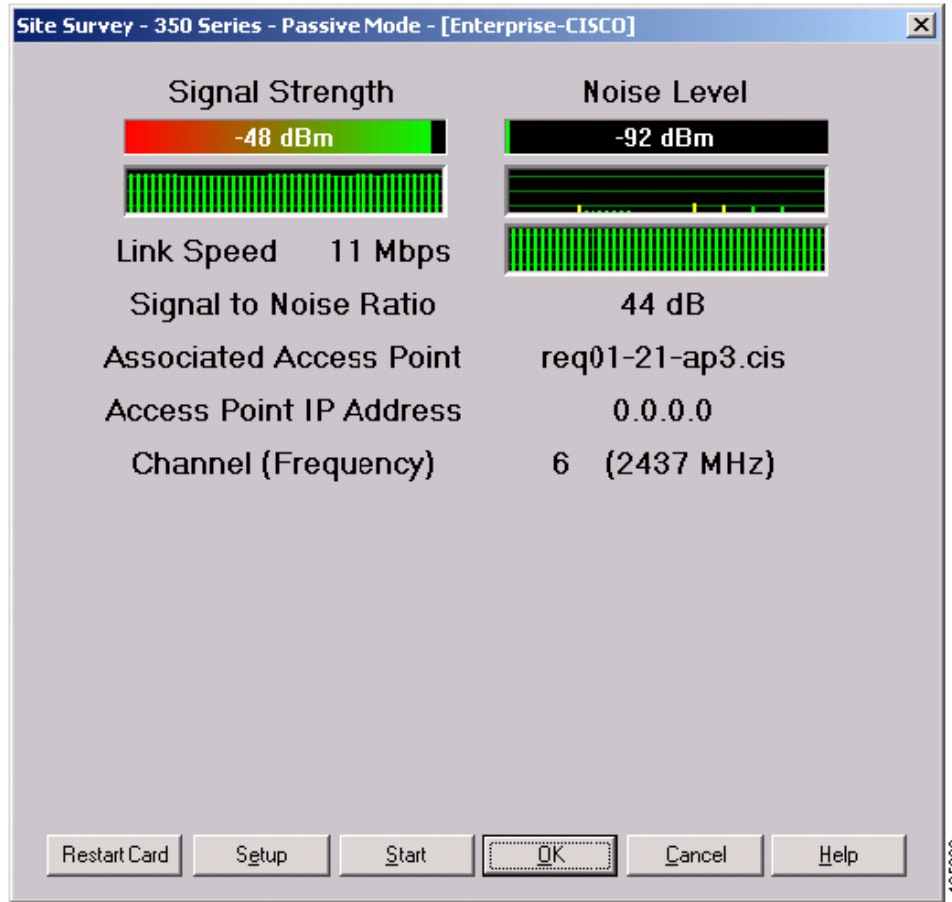 Site Survey - 350 Series - Passive Mode - [Enterprise-CISCO]
Signal Strength Noise Level
-48 dBm -92 dBm
Link Speed 11 Mbps
Signal to Noise Ratio 44 dB
Associated Access Point req01-21-ap3.cis
Access Point IP Address 0.0.0.0
Channel (Frequency) 6 (2437 MHz)
Restart Card Setup Start OK Cancel Help